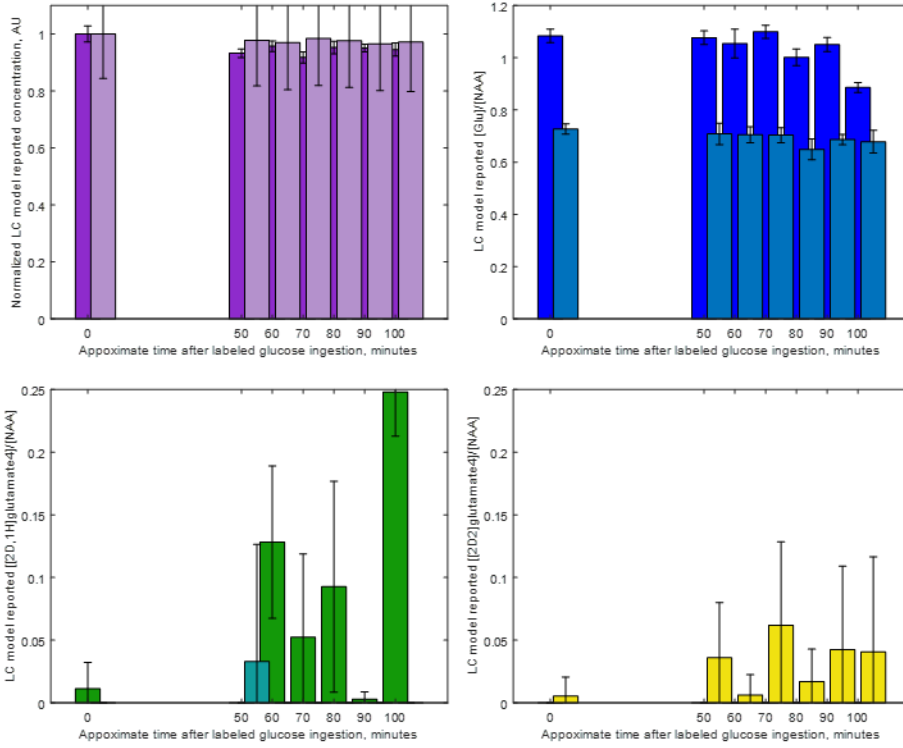 Normalized LC model reported concentration, AU
1
0.8
0.6
0.4
0.2
0
0 50 60 70 80 90 100
Appoximate time after labeled glucose ingestion, minutes
LC model reported [Glu]/[NAA]
1.2
1
0.8
0.6
0.4
0.2
0
0 50 60 70 80 90 100
Appoximate time after labeled glucose ingestion, minutes
LC model reported [[2D,1H]glutamate4]/[NAA]
0.25
0.2
0.15
0.1
0.05
0
0 50 60 70 80 90 100
Appoximate time after labeled glucose ingestion, minutes
LC model reported [[2D2]glutamate4]/[NAA]
0.25
0.2
0.15
0.1
0.05
0
0 50 60 70 80 90 100
Appoximate time after labeled glucose ingestion, minutes